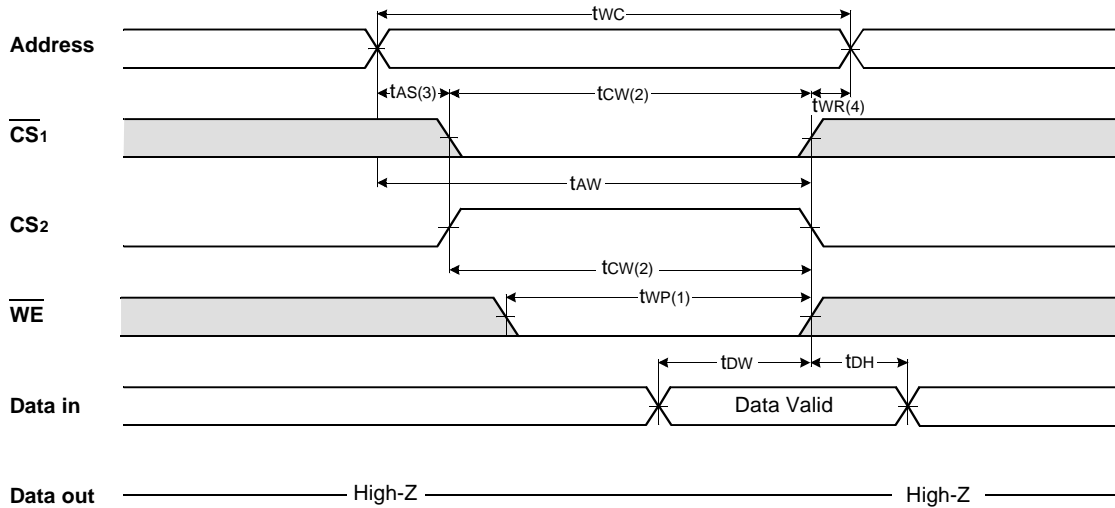 tWC
Address
tAS(3) tCW(2) tWR(4)
CS1
tAW
CS2
tCW(2)
tWP(1)
WE
tDW tDH
Data in Data Valid
Data out High-Z High-Z